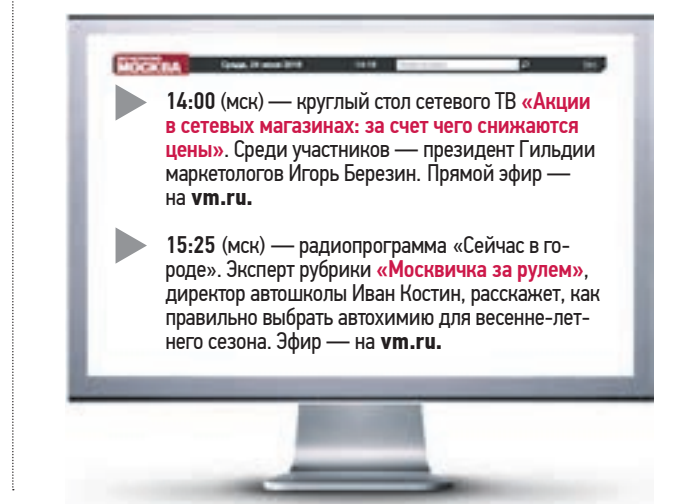 МОСКВА
14:00 (мск) — круглый стол сетевого ТВ «Акции
в сетевых магазинах: за счет чего снижаются
цены». Среди участников — президент Гильдии
маркетологов Игорь Березин. Прямой эфир —
на vm.ru.
15:25 (мск) — радиопрограмма «Сейчас в го-
роде». Эксперт рубрики «Москвичка за рулем»,
директор автошколы Иван Костин, расскажет, как
правильно выбрать автохимию для весенне-лет-
него сезона. Эфир — на vm.ru.